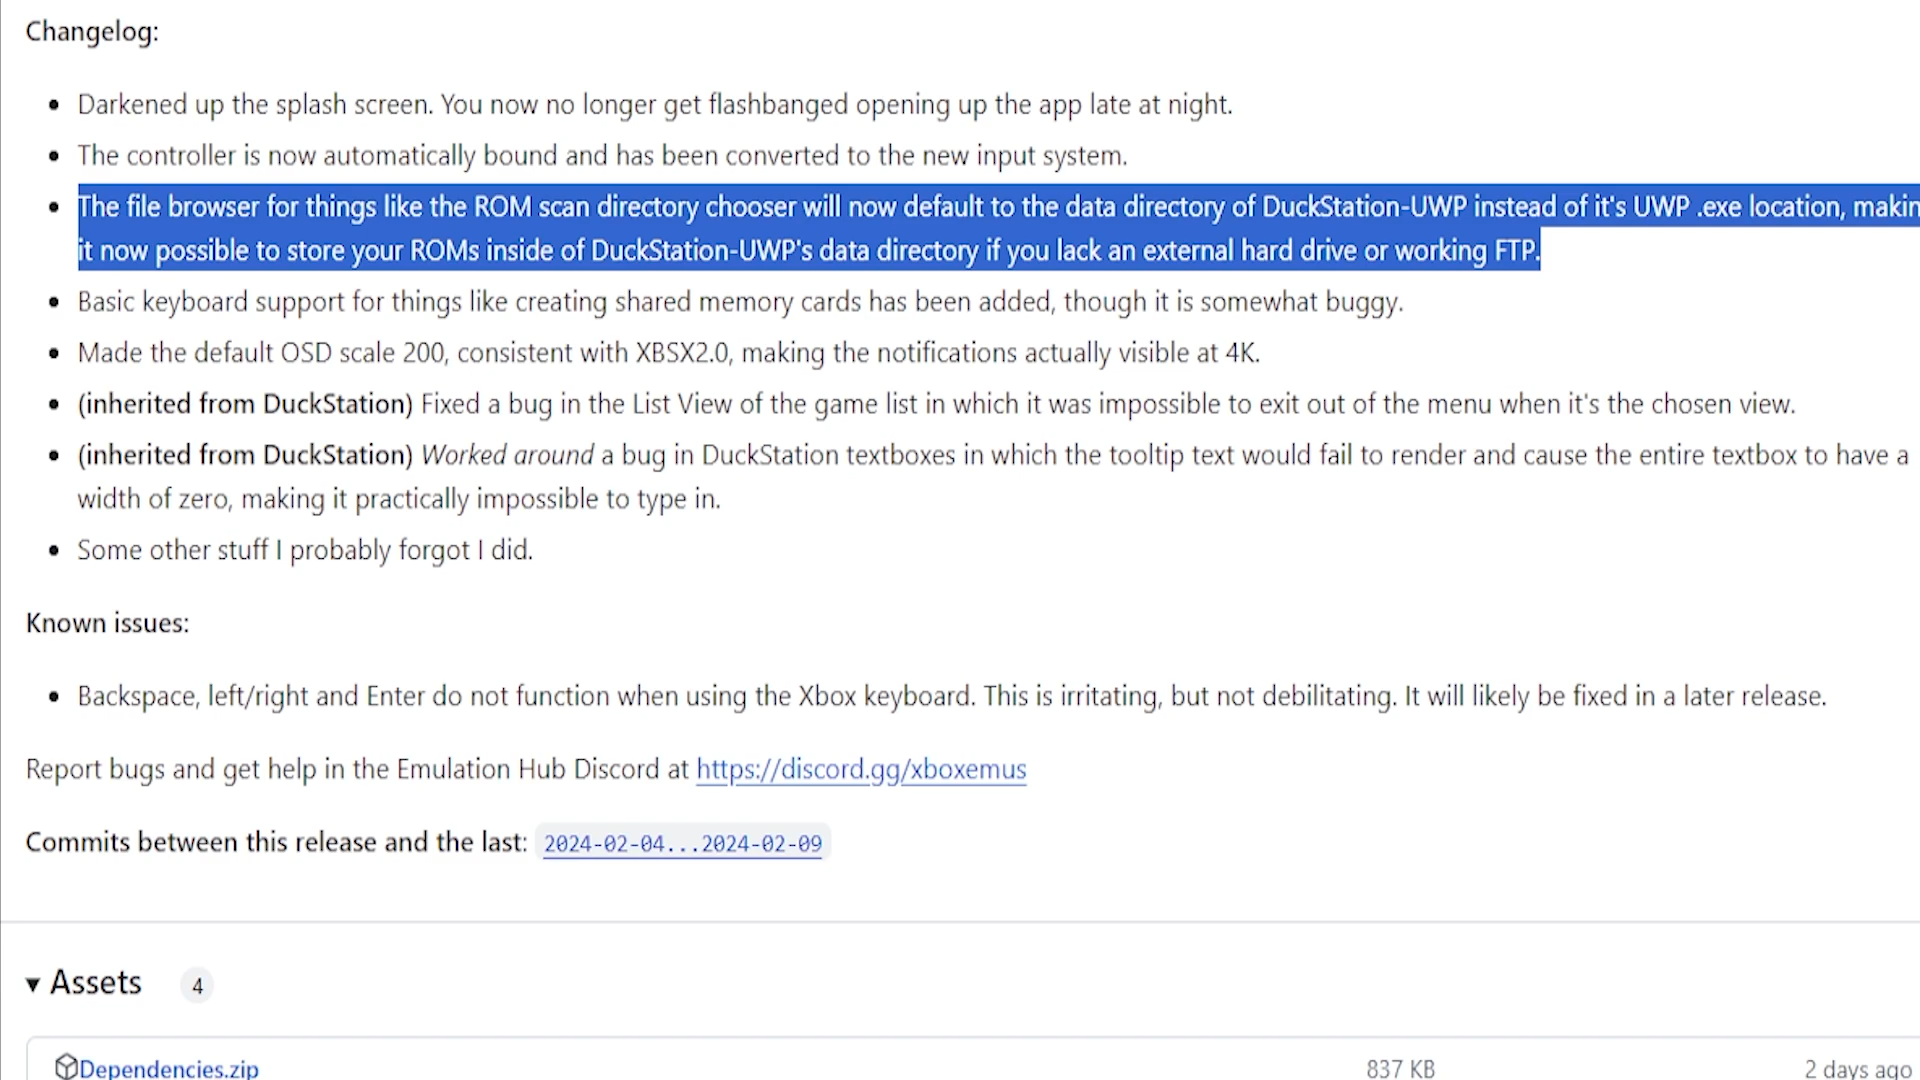 Changelog:
Darkened up the splash screen. You now no longer get flashbanged opening up the app late at night.
The controller is now automatically bound and has been converted to the new input system.
The file browser for things like the ROM scan directory chooser will now default to the data directory of DuckStation-UWP instead of it's UWP .exe location, makin
it now possible to store your ROMs inside of DuckStation-UWP's data directory if you lack an external hard drive or working FTP.
Basic keyboard support for things like creating shared memory cards has been added, though it is somewhat buggy.
Made the default OSD scale 200, consistent with XBSX2.0, making the notifications actually visible at 4K.
(inherited from DuckStation) Fixed a bug in the List View of the game list in which it was impossible to exit out of the menu when it's the chosen view.
(inherited from DuckStation) Worked around a bug in DuckStation textboxes in which the tooltip text would fail to render and cause the entire textbox to have a
width of zero, making it practically impossible to type in.
Some other stuff I probably forgot I did.
Known issues:
Backspace, left/right and Enter do not function when using the Xbox keyboard. This is irritating, but not debilitating. It will likely be fixed in a later release.
Report bugs and get help in the Emulation Hub Discord at https://discord.gg/xboxemus
Commits between this release and the last: 2024-02-04...2024-02-09
Assets 4
Dependencies.zip 837 KB 2 days ago